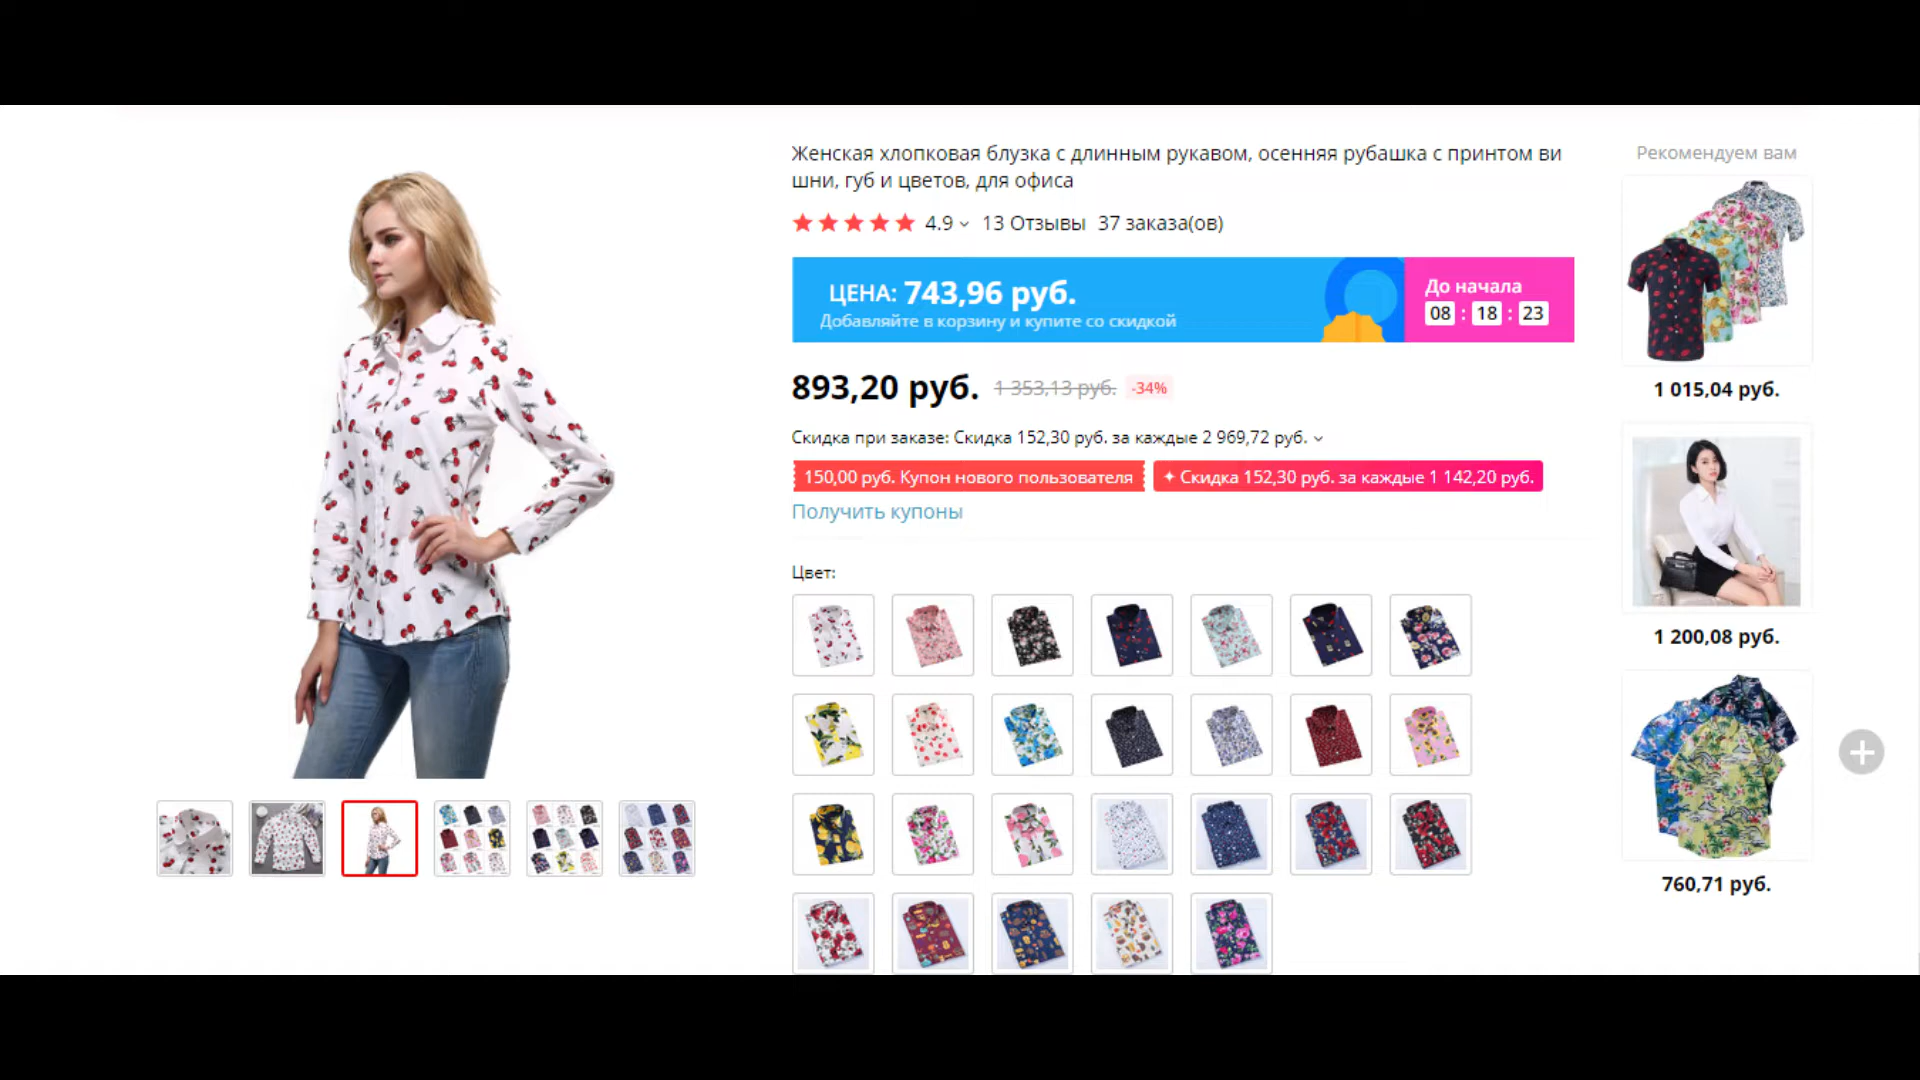 Женская хлопковая блузка с длинным рукавом, осенняя рубашка с принтом ви
шни, губ и цветов, для офиса
4.9 13 Отзывы 37 заказа(ов)
ЦЕНА: 743,96 руб.
Добавляйте в корзину и купите со скидкой
До начала
08 : 18 : 23
893,20 руб. 1 353,13 руб. -34%
Скидка при заказе: Скидка 152,30 руб. за каждые 2 969,72 руб.
150,00 руб. Купон нового пользователя
✦ Скидка 152,30 руб. за каждые 1 142,20 руб.
Получить купоны
Цвет:
Рекомендуем вам
1 015,04 руб.
1 200,08 руб.
760,71 руб.